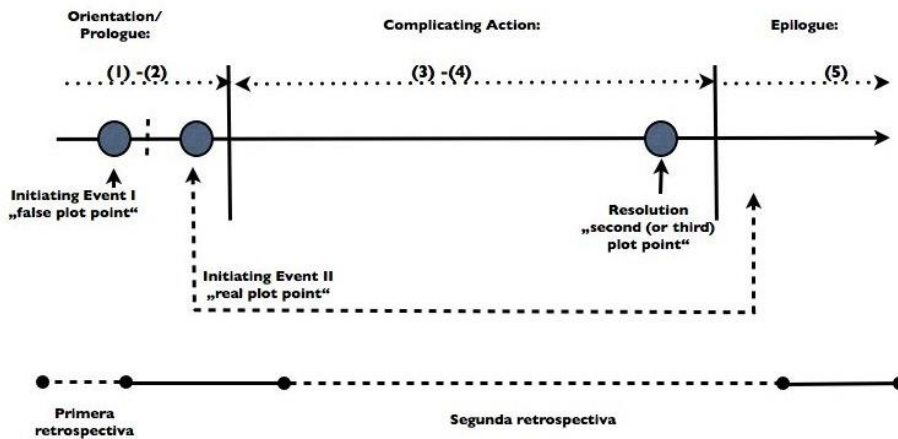 Orientation/
Prologue:
Complicating Action:
Epilogue:
(1) -(2)
(3) -(4)
(5)
Initiating Event I
„false plot point“
Resolution
„second (or third)
plot point“
Initiating Event II
„real plot point“
Primera
retrospectiva
Segunda retrospectiva